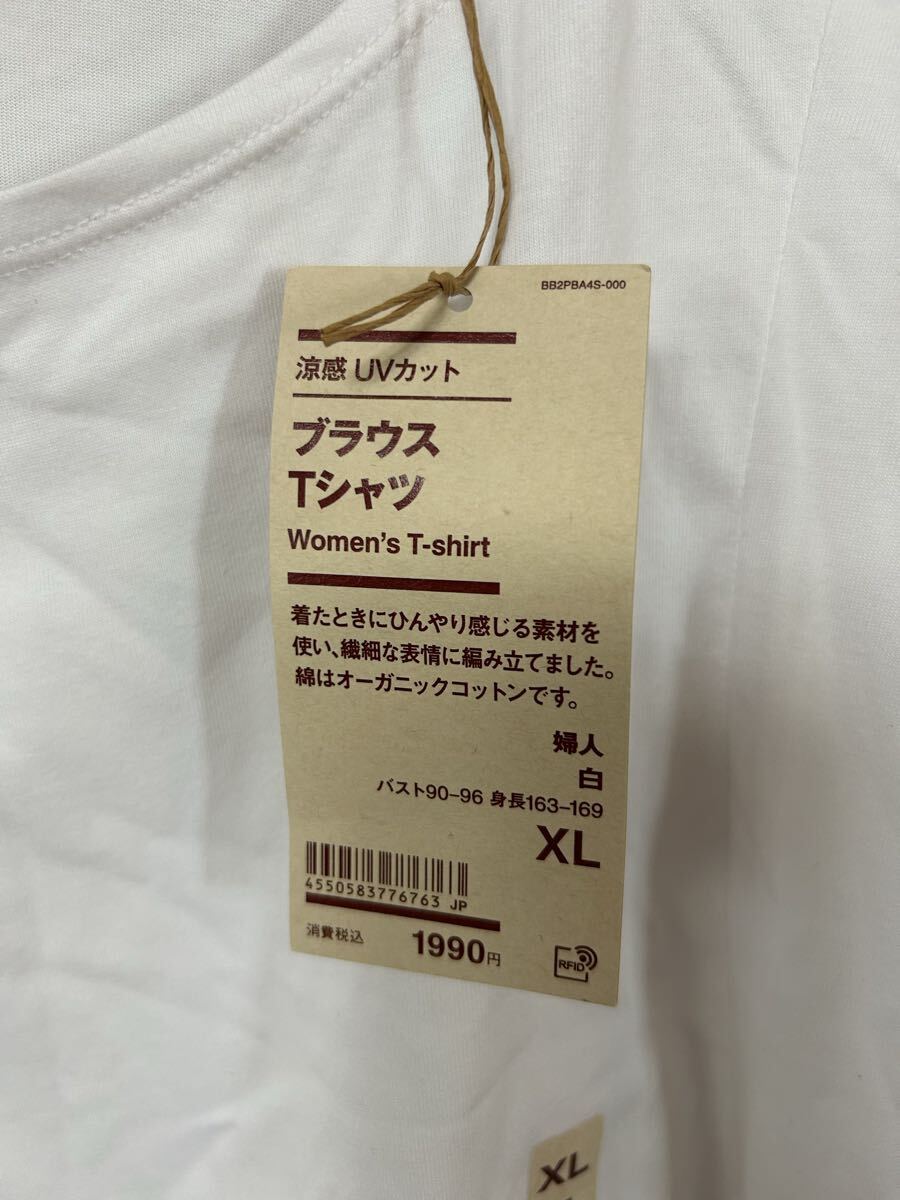 BB2PBA4S-000
涼感 UVカット
ブラウス
Tシャツ
Women's T-shirt
着たときにひんやり感じる素材を
使い、繊細な表情に編み立てました。
綿はオーガニックコットンです。
婦人
白
バスト90–96 身長163–169
XL
4550583776763 JP
消費税込 1990円
RFID
XL